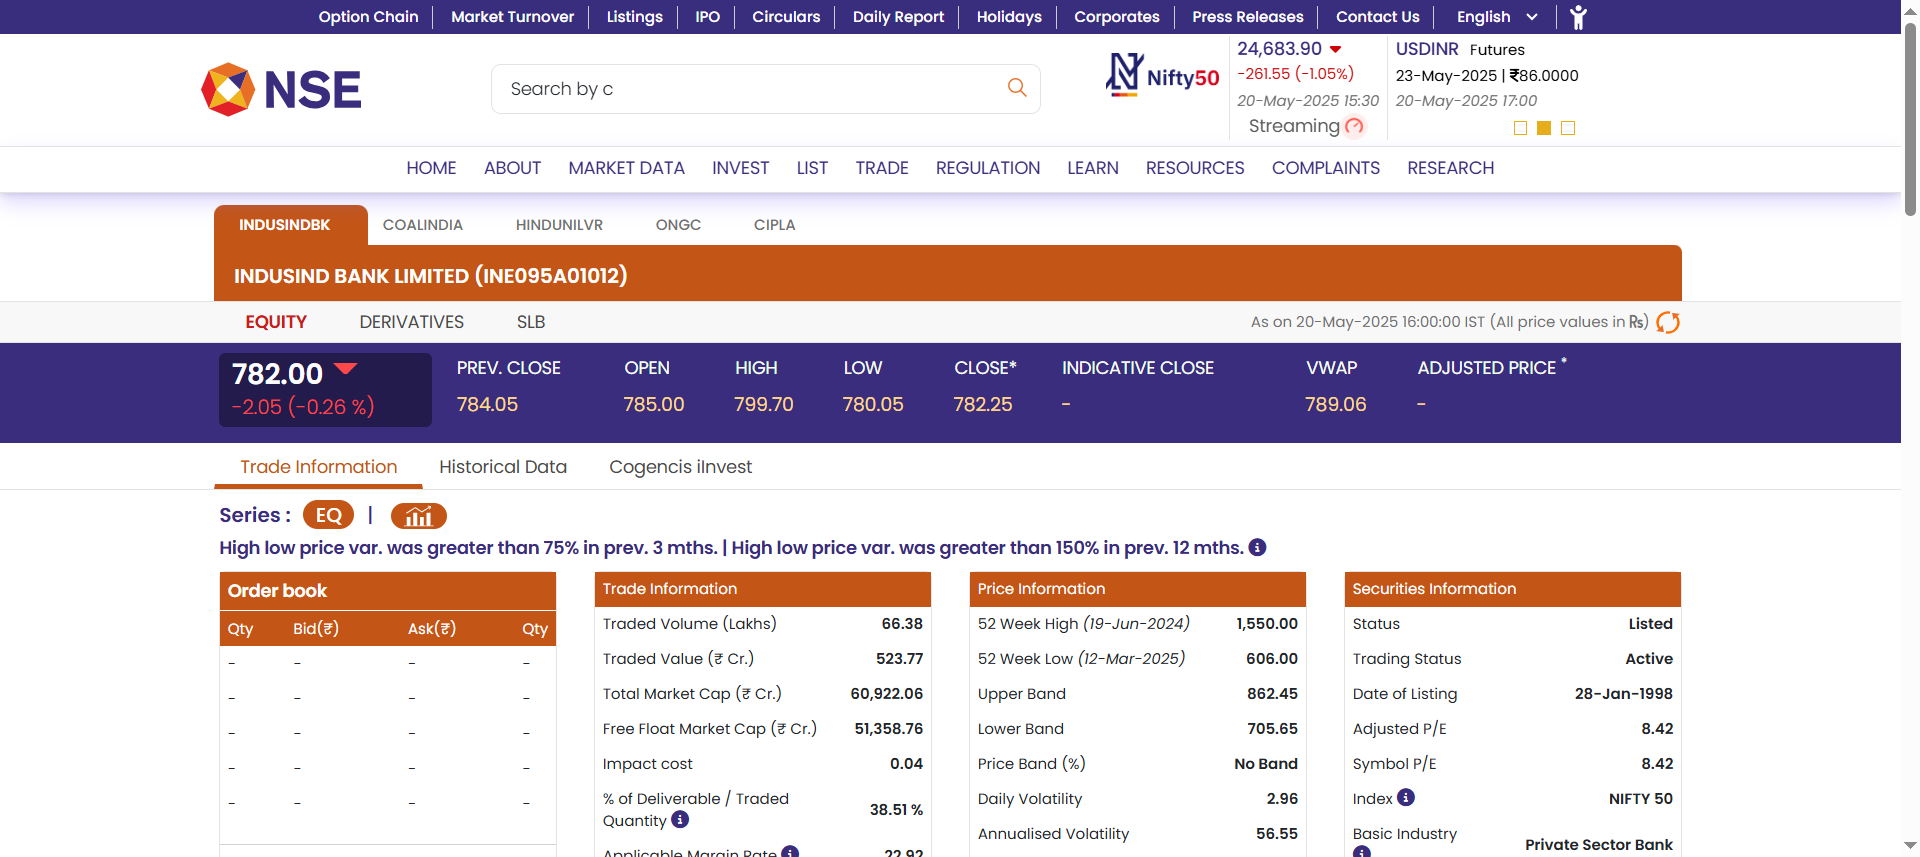 Option Chain Market Turnover Listings IPO Circulars Daily Report Holidays Corporates Press Releases Contact Us English
NSE
Search by c
Nifty50
24,683.90
-261.55 (-1.05%)
20-May-2025 15:30
Streaming
USDINR Futures
23-May-2025 | ₹86.0000
20-May-2025 17:00
HOME ABOUT MARKET DATA INVEST LIST TRADE REGULATION LEARN RESOURCES COMPLAINTS RESEARCH
INDUSINDBK COALINDIA HINDUNILVR ONGC CIPLA
INDUSIND BANK LIMITED (INE095A01012)
EQUITY DERIVATIVES SLB As on 20-May-2025 16:00:00 IST (All price values in ₨)
782.00
-2.05 (-0.26 %)
PREV. CLOSE OPEN HIGH LOW CLOSE* INDICATIVE CLOSE VWAP ADJUSTED PRICE *
784.05 785.00 799.70 780.05 782.25 - 789.06 -
Trade Information Historical Data Cogencis iInvest
Series : EQ |
High low price var. was greater than 75% in prev. 3 mths. | High low price var. was greater than 150% in prev. 12 mths.
Order book
Qty Bid(₹) Ask(₹) Qty
- - - -
- - - -
- - - -
- - - -
- - - -
Trade Information
Traded Volume (Lakhs) 66.38
Traded Value (₹ Cr.) 523.77
Total Market Cap (₹ Cr.) 60,922.06
Free Float Market Cap (₹ Cr.) 51,358.76
Impact cost 0.04
% of Deliverable / Traded
Quantity 38.51 %
Applicable Margin Rate 22.92
Price Information
52 Week High (19-Jun-2024) 1,550.00
52 Week Low (12-Mar-2025) 606.00
Upper Band 862.45
Lower Band 705.65
Price Band (%) No Band
Daily Volatility 2.96
Annualised Volatility 56.55
Securities Information
Status Listed
Trading Status Active
Date of Listing 28-Jan-1998
Adjusted P/E 8.42
Symbol P/E 8.42
Index NIFTY 50
Basic Industry Private Sector Bank